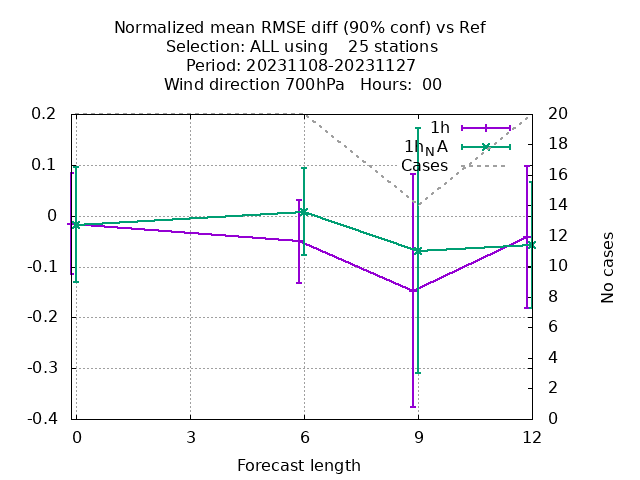 Normalized mean RMSE diff (90% conf) vs Ref
Selection: ALL using    25 stations
Period: 20231108-20231127
Wind direction 700hPa   Hours:  00
0.2
0.1
0
-0.1
-0.2
-0.3
-0.4
1h
1hNA
Cases
20
18
16
14
12
10
8
6
4
2
0
No cases
0 3 6 9 12
Forecast length